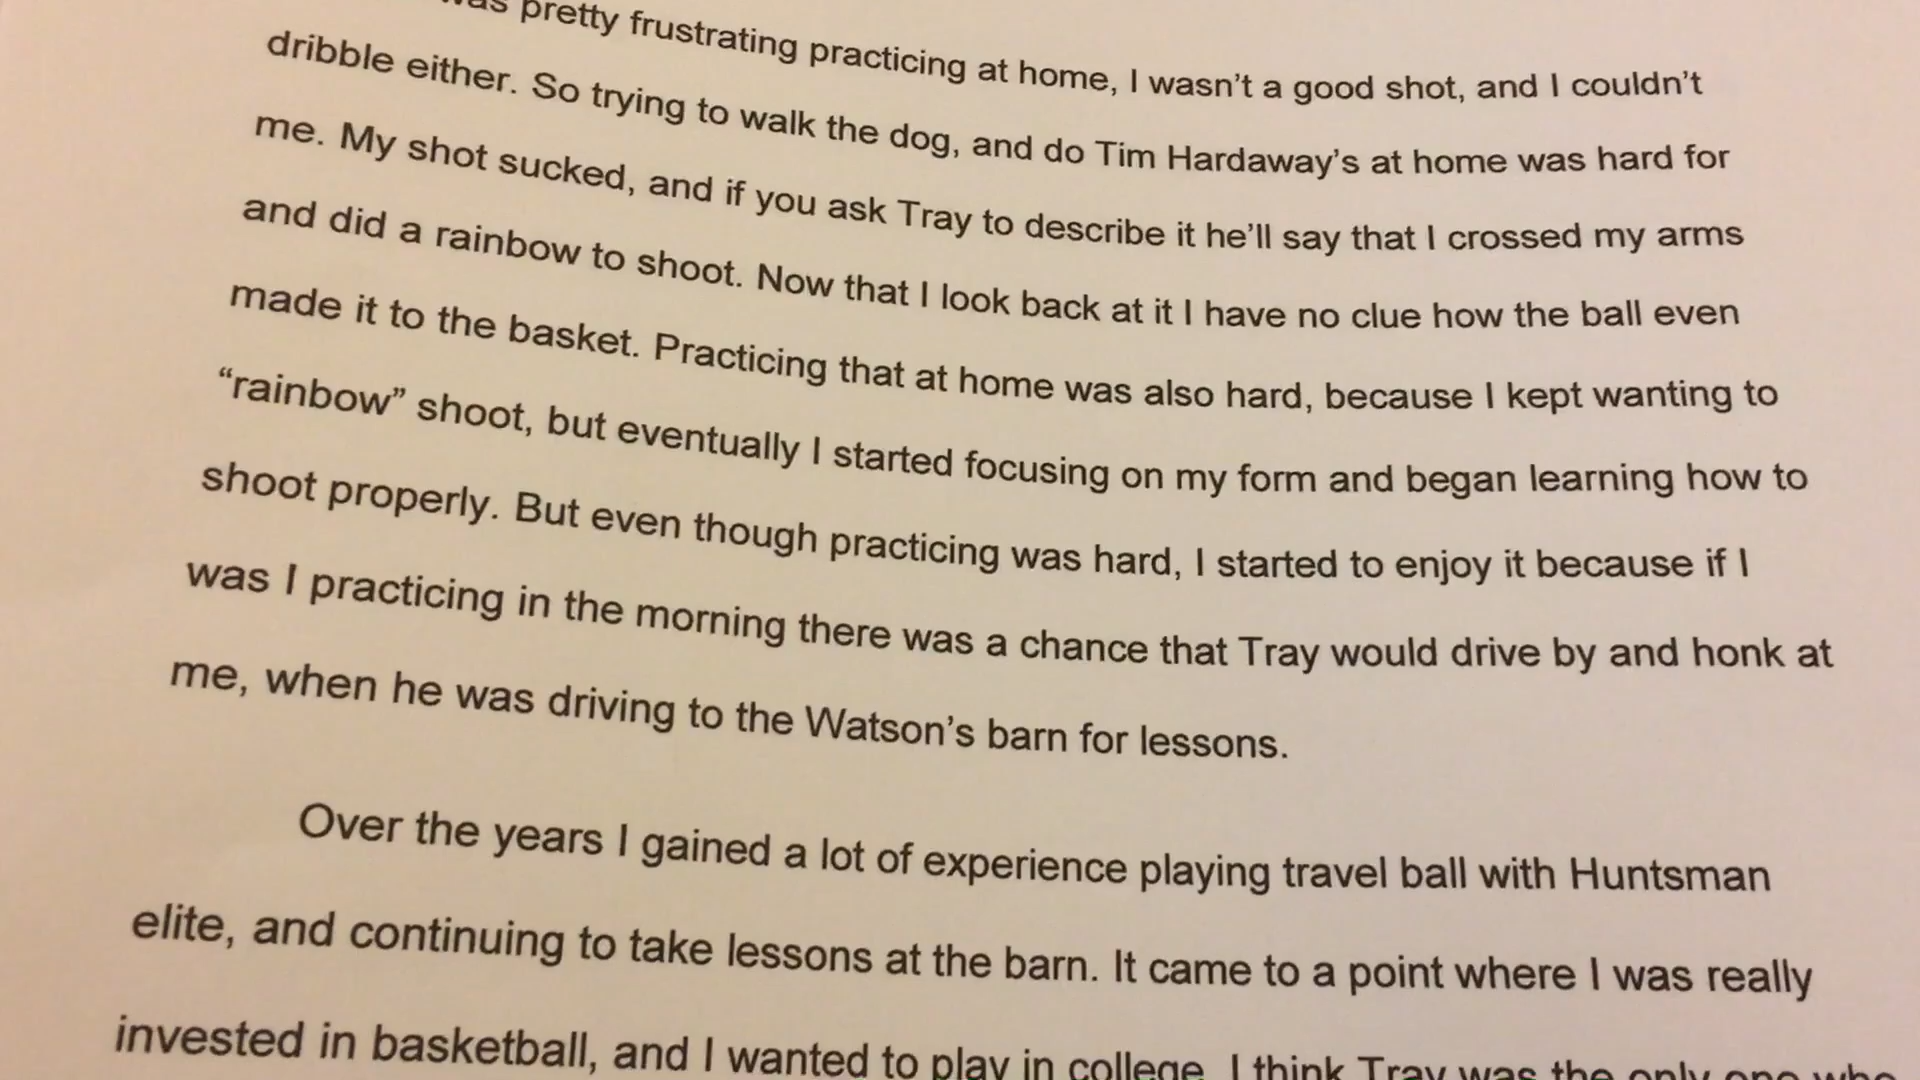 was pretty frustrating practicing at home, I wasn't a good shot, and I couldn't
dribble either. So trying to walk the dog, and do Tim Hardaway's at home was hard for
me. My shot sucked, and if you ask Tray to describe it he'll say that I crossed my arms
and did a rainbow to shoot. Now that I look back at it I have no clue how the ball even
made it to the basket. Practicing that at home was also hard, because I kept wanting to
“rainbow” shoot, but eventually I started focusing on my form and began learning how to
shoot properly. But even though practicing was hard, I started to enjoy it because if I
was I practicing in the morning there was a chance that Tray would drive by and honk at
me, when he was driving to the Watson's barn for lessons.
Over the years I gained a lot of experience playing travel ball with Huntsman
elite, and continuing to take lessons at the barn. It came to a point where I was really
invested in basketball, and I wanted to play in college. I think Tray was the only one who